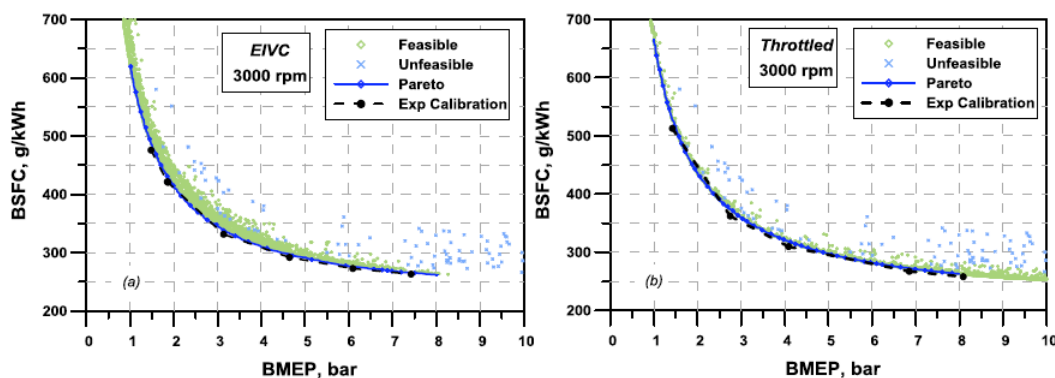 700
600
500
400
300
200
BSFC, g/kWh
EIVC
3000 rpm
Feasible
Unfeasible
Pareto
Exp Calibration
(a)
0 1 2 3 4 5 6 7 8 9 10
BMEP, bar
700
600
500
400
300
200
BSFC, g/kWh
Throttled
3000 rpm
Feasible
Unfeasible
Pareto
Exp Calibration
(b)
0 1 2 3 4 5 6 7 8 9 10
BMEP, bar